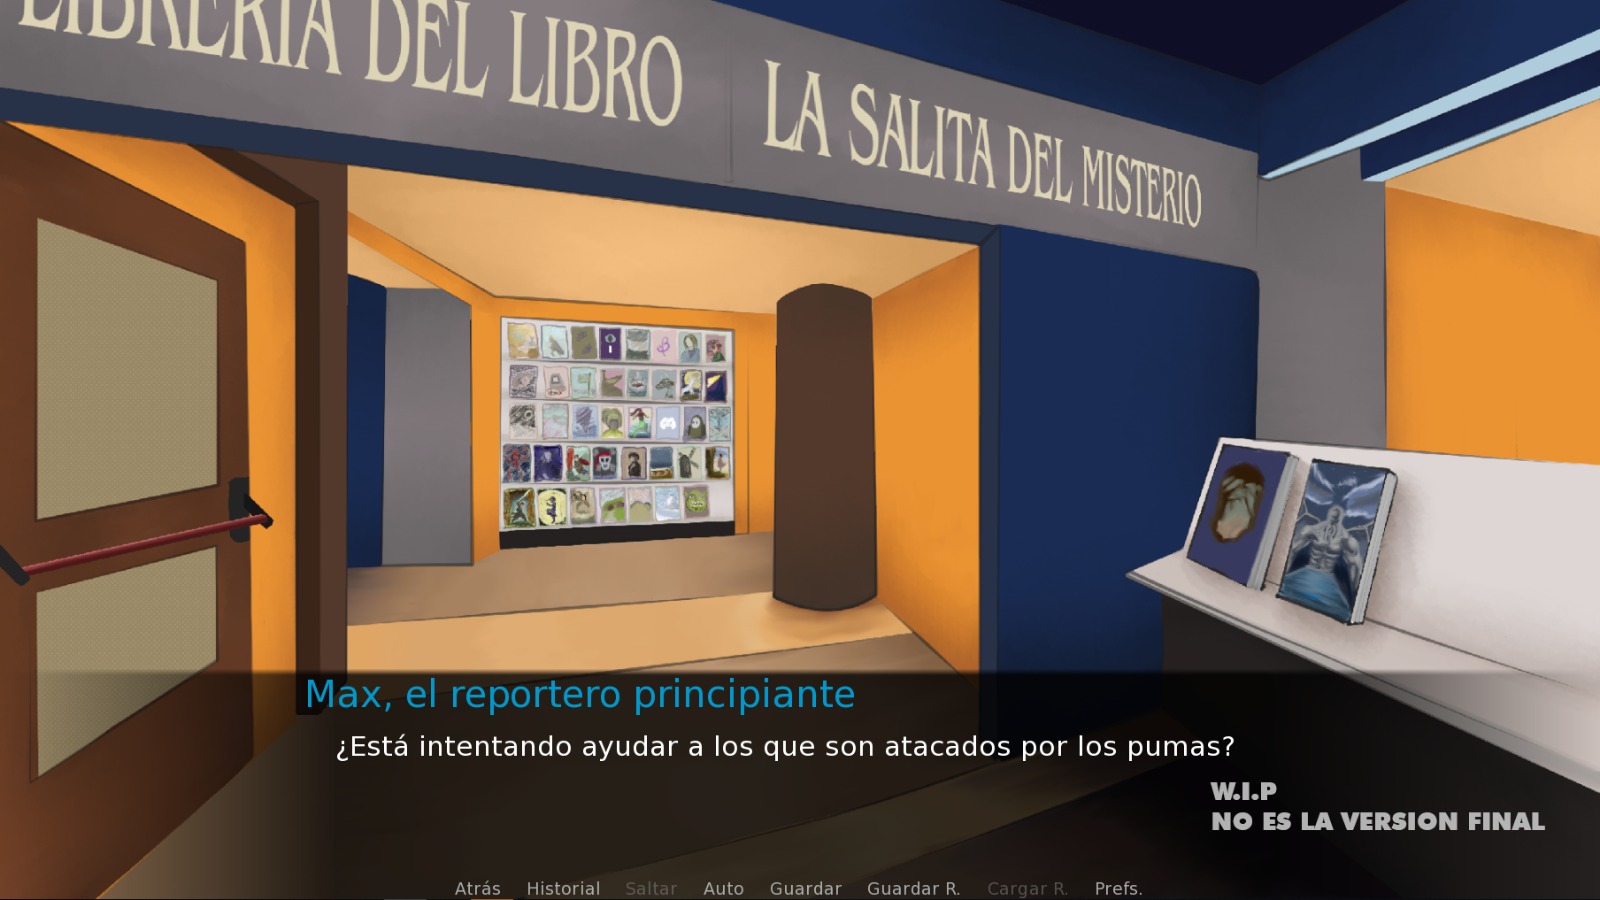 LIBRERIA DEL LIBRO
LA SALITA DEL MISTERIO
Max, el reportero principiante
¿Está intentando ayudar a los que son atacados por los pumas?
W.I.P
NO ES LA VERSION FINAL
Atrás Historial Saltar Auto Guardar Guardar R. Cargar R. Prefs.